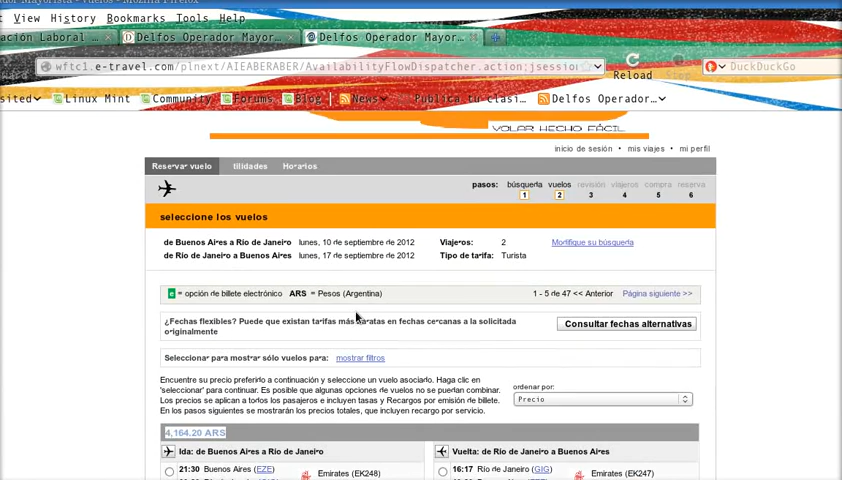 View History Bookmarks Tools Help
ación Laboral ... Delfos Operador Mayor... Delfos Operador Mayor...
wftc1.e-travel.com/plnext/AIEABERABER/AvailabilityFlowDispatcher.action;jsession Reload Stop DuckDuckGo
sited Linux Mint Community Forums Blog News Publica tu clasi... Delfos Operador...
VOLAR HECHO FÁCIL
inicio de sesión • mis viajes • mi perfil
Reservar vuelo tilidades Horarios
pasos: búsqueda vuelos revisión viajeros compra reserva
1 2 3 4 5 6
seleccione los vuelos
de Buenos Aires a Río de Janeiro lunes, 10 de septiembre de 2012 Viajeros: 2 Modifique su búsqueda
de Río de Janeiro a Buenos Aires lunes, 17 de septiembre de 2012 Tipo de tarifa: Turista
e = opción de billete electrónico ARS = Pesos (Argentina) 1 - 5 de 47 << Anterior Página siguiente >>
¿Fechas flexibles? Puede que existan tarifas más baratas en fechas cercanas a la solicitada
originalmente
Consultar fechas alternativas
Seleccionar para mostrar sólo vuelos para: mostrar filtros
Encuentre su precio preferido a continuación y seleccione un vuelo asociado. Haga clic en
'seleccionar' para continuar. Es posible que algunas opciones de vuelos no se puedan combinar.
Los precios se aplican a todos los pasajeros e incluyen tasas y Recargos por emisión de billete.
En los pasos siguientes se mostrarán los precios totales, que incluyen recargo por servicio.
ordenar por:
Precio
4,164.20 ARS
Ida: de Buenos Aires a Río de Janeiro Vuelta: de Río de Janeiro a Buenos Aires
21:30 Buenos Aires (EZE) Emirates (EK248) 16:17 Río de Janeiro (GIG) Emirates (EK247)